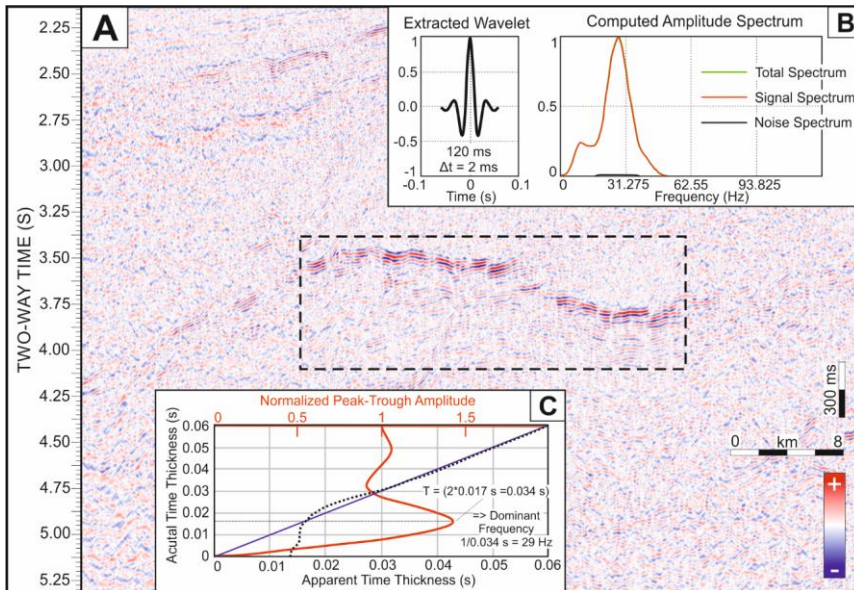 A
TWO-WAY TIME (S)
2.25
2.50
2.75
3.00
3.25
3.50
3.75
4.00
4.25
4.50
4.75
5.00
5.25
B
Extracted Wavelet
1
0.5
0.0
-0.5
-1
120 ms
Δt = 2 ms
-0.1
0.1
Time (s)
Computed Amplitude Spectrum
1
0.5
0
Total Spectrum
Signal Spectrum
Noise Spectrum
0
31.275
62.55
93.825
Frequency (Hz)
C
Normalized Peak-Trough Amplitude
0
0.5
1
1.5
Acutal Time Thickness (s)
0.06
0.05
0.04
0.03
0.02
0.01
0
T = (2*0.017 s =0.034 s)
=> Dominant
Frequency
1/0.034 s = 29 Hz
0.01
0.02
0.03
0.04
0.05
0.06
Apparent Time Thickness (s)
300 ms
0 km 8
+
-